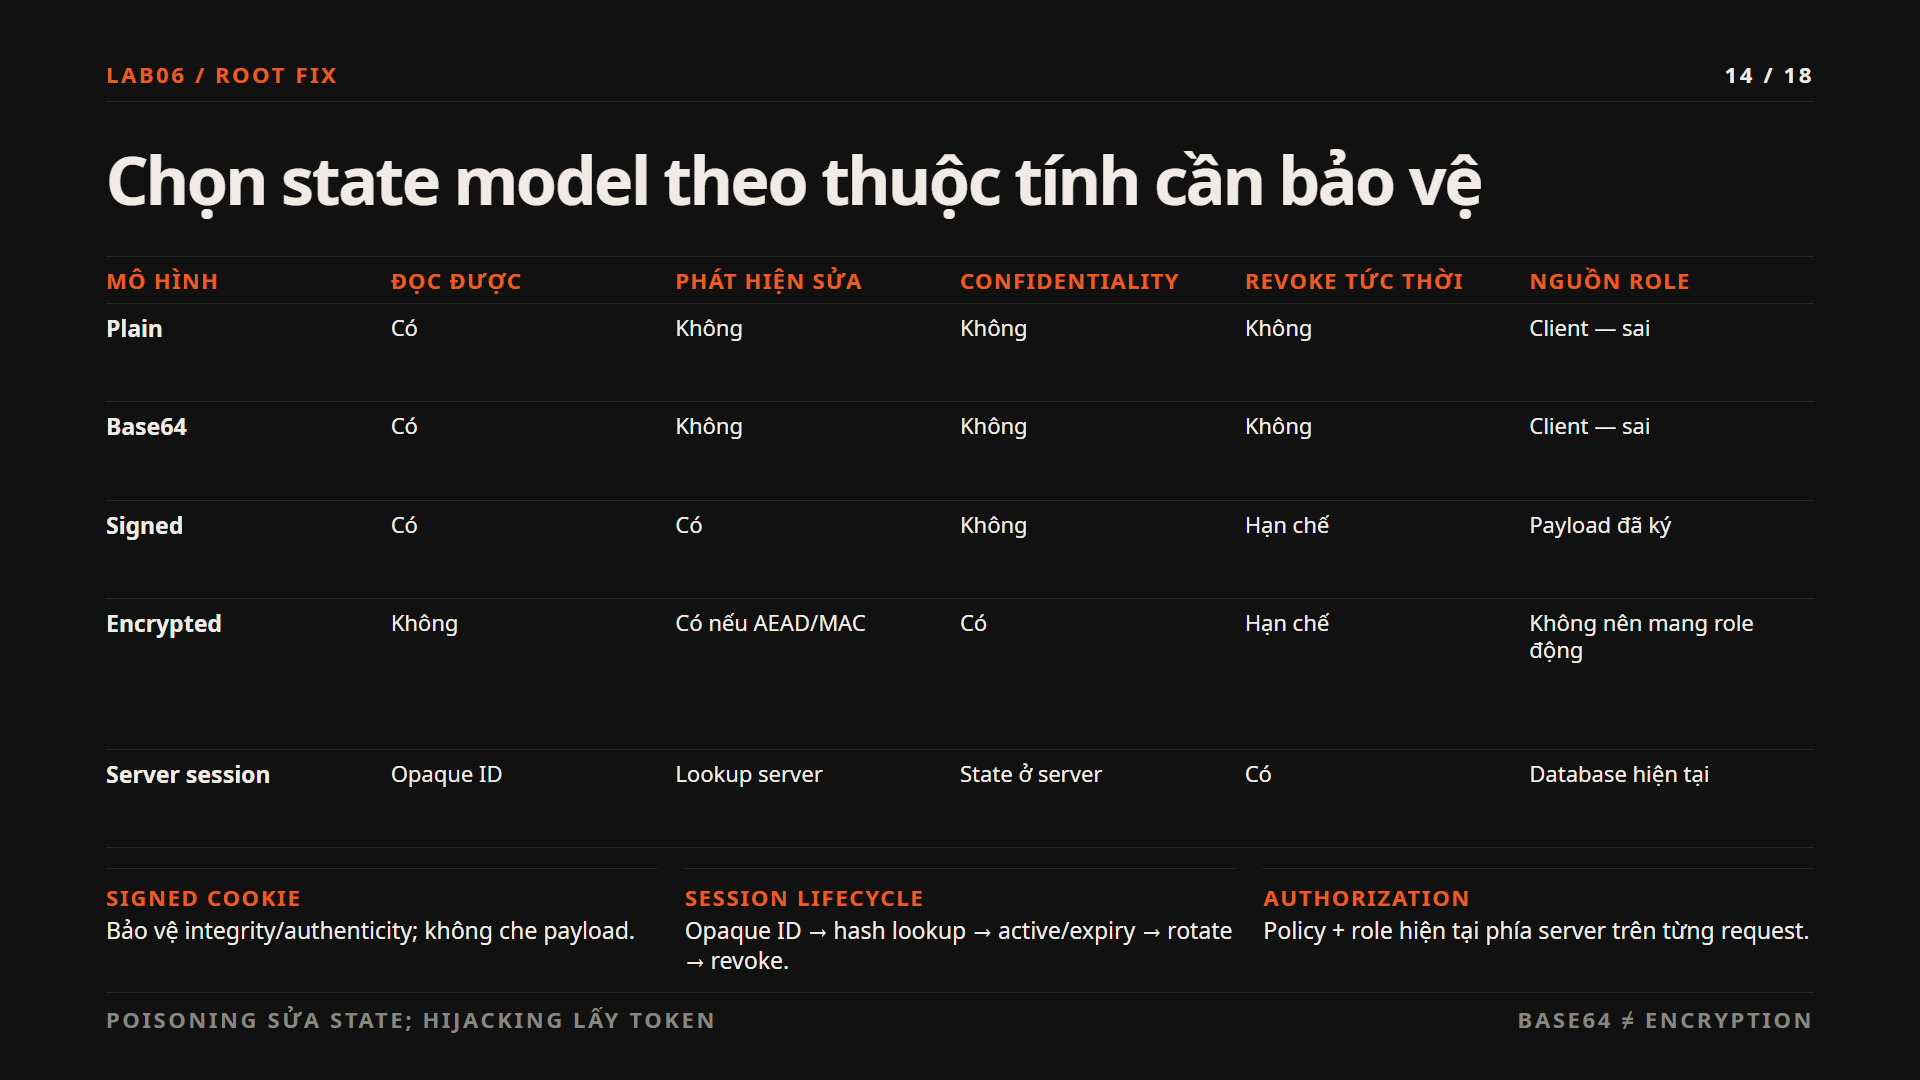 LAB06 / ROOT FIX
14 / 18
Chọn state model theo thuộc tính cần bảo vệ
MÔ HÌNH ĐỌC ĐƯỢC PHÁT HIỆN SỬA CONFIDENTIALITY REVOKE TỨC THỜI NGUỒN ROLE
Plain Có Không Không Không Client — sai
Base64 Có Không Không Không Client — sai
Signed Có Có Không Hạn chế Payload đã ký
Encrypted Không Có nếu AEAD/MAC Có Hạn chế Không nên mang role
động
Server session Opaque ID Lookup server State ở server Có Database hiện tại
SIGNED COOKIE
Bảo vệ integrity/authenticity; không che payload.
SESSION LIFECYCLE
Opaque ID → hash lookup → active/expiry → rotate
→ revoke.
AUTHORIZATION
Policy + role hiện tại phía server trên từng request.
POISONING SỬA STATE; HIJACKING LẤY TOKEN
BASE64 ≠ ENCRYPTION